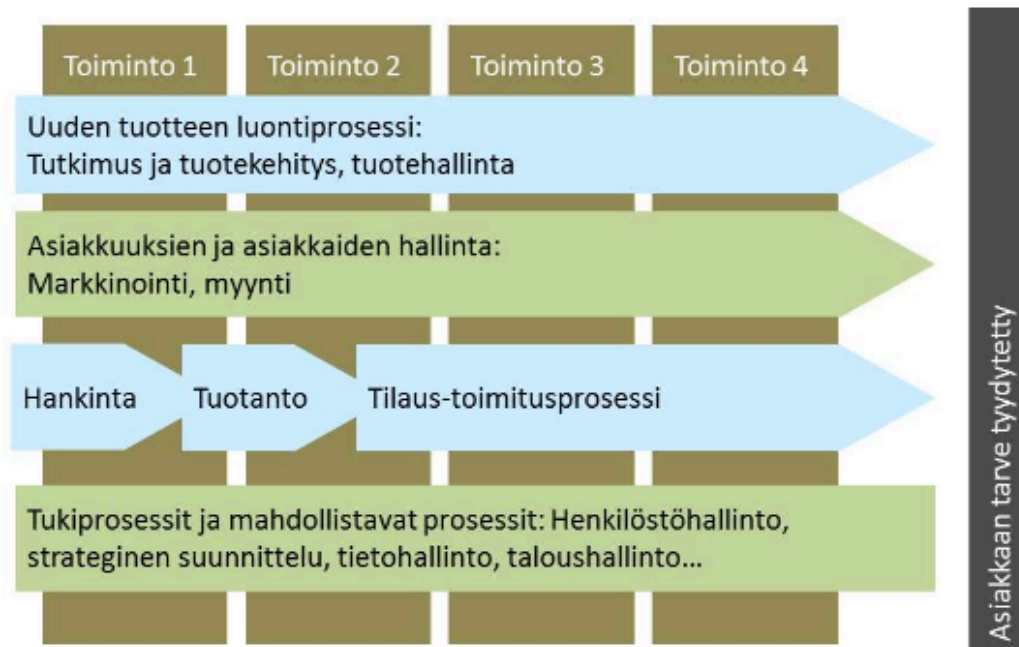 Toiminto 1
Toiminto 2
Toiminto 3
Toiminto 4
Uuden tuotteen luontiprosessi:
Tutkimus ja tuotekehitys, tuotehallinta
Asiakkuuksien ja asiakkaiden hallinta:
Markkinointi, myynti
Hankinta
Tuotanto
Tilaus-toimitusprosessi
Tukiprosessit ja mahdollistavat prosessit: Henkilöstöhallinto,
strateginen suunnittelu, tietohallinto, taloushallinto…
Asiakkaan tarve tyydytetty